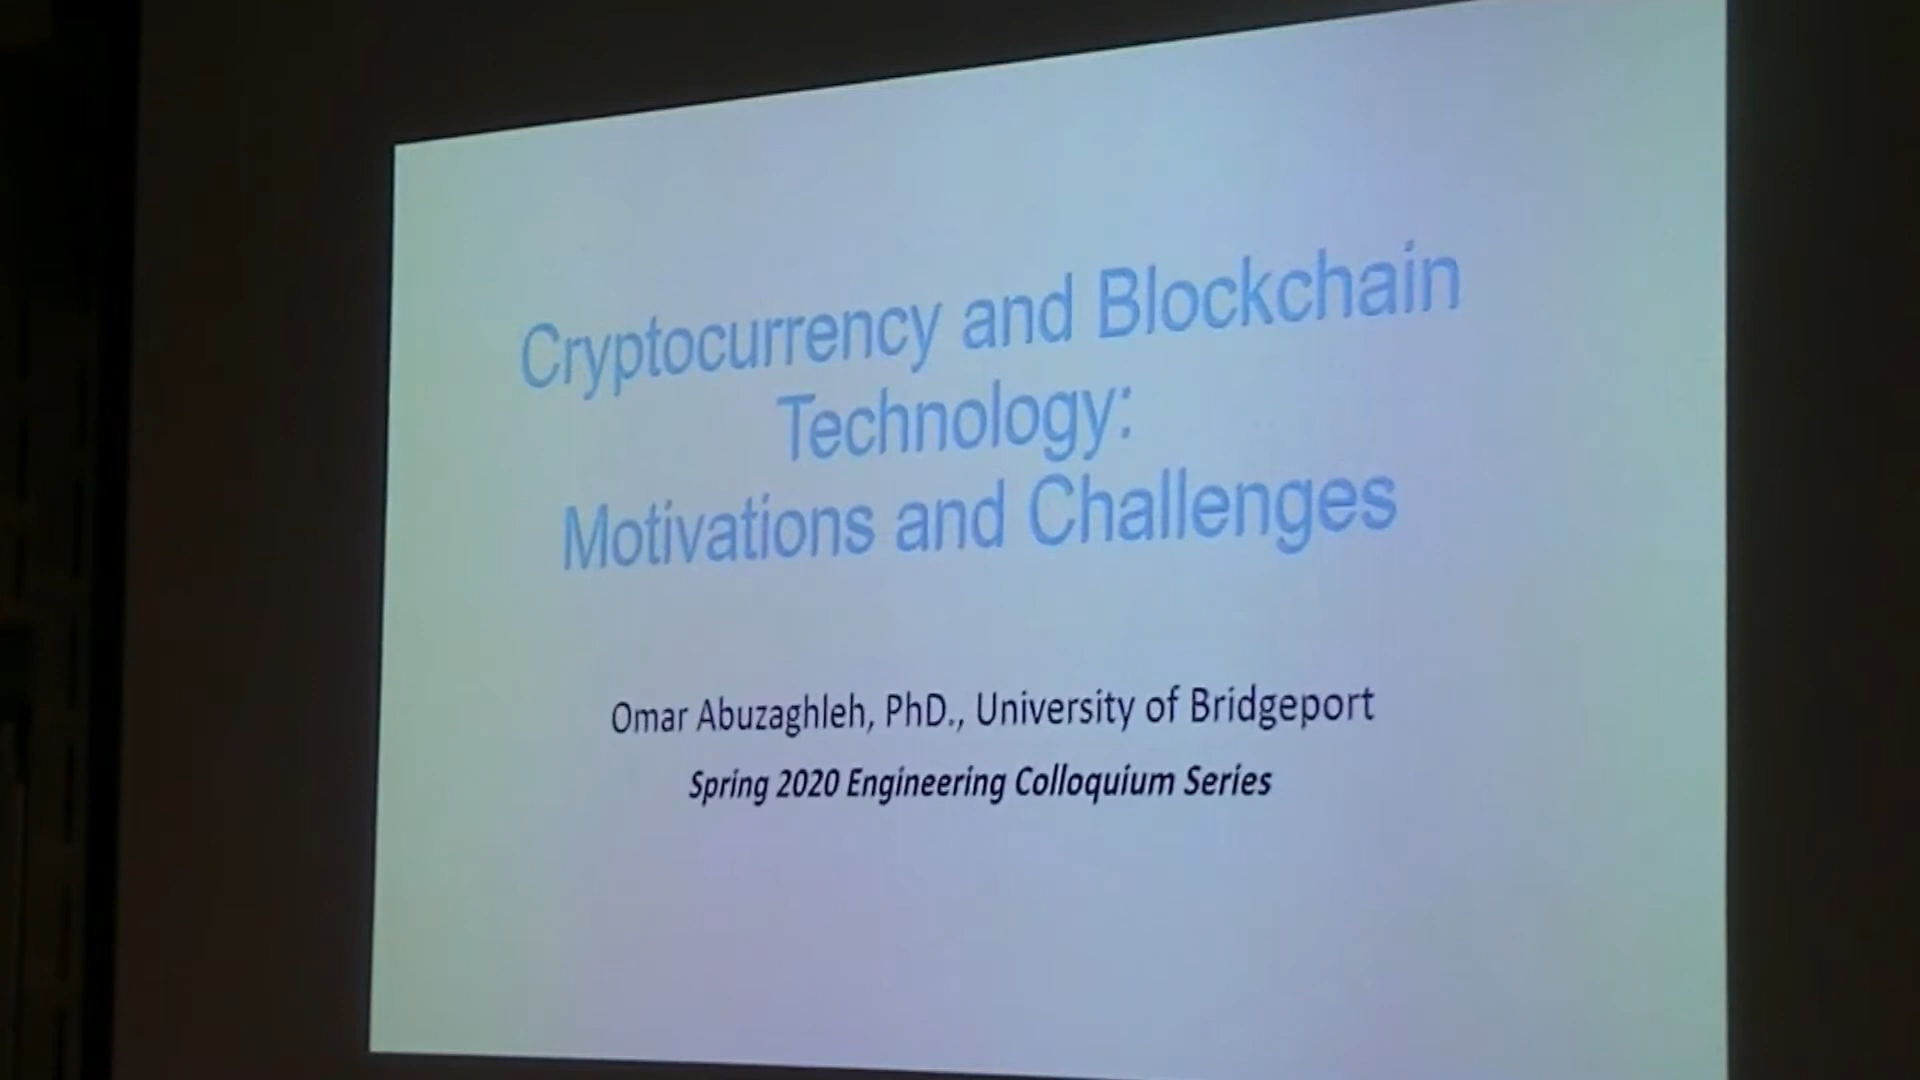 Cryptocurrency and Blockchain
Technology:
Motivations and Challenges
Omar Abuzaghleh, PhD., University of Bridgeport
Spring 2020 Engineering Colloquium Series